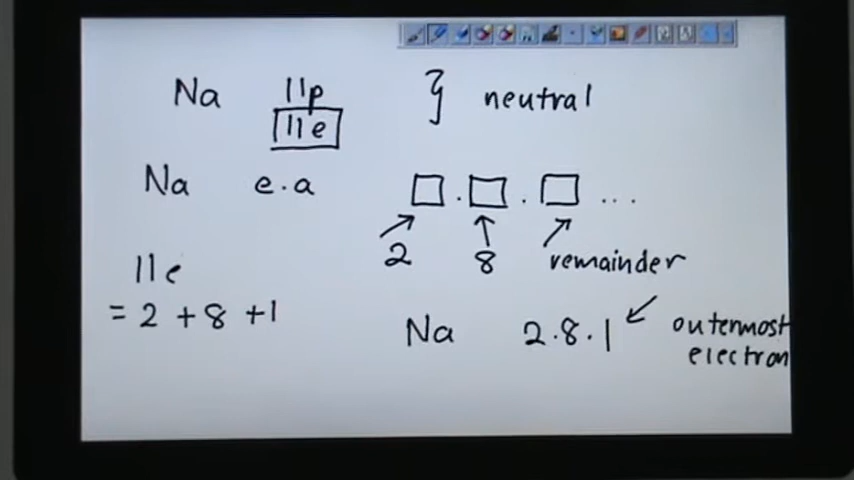 Na 11p } neutral
11e
Na e.a □.□.□...
2 8 remainder
11e
= 2 + 8 + 1
Na 2.8.1 outermost
electron